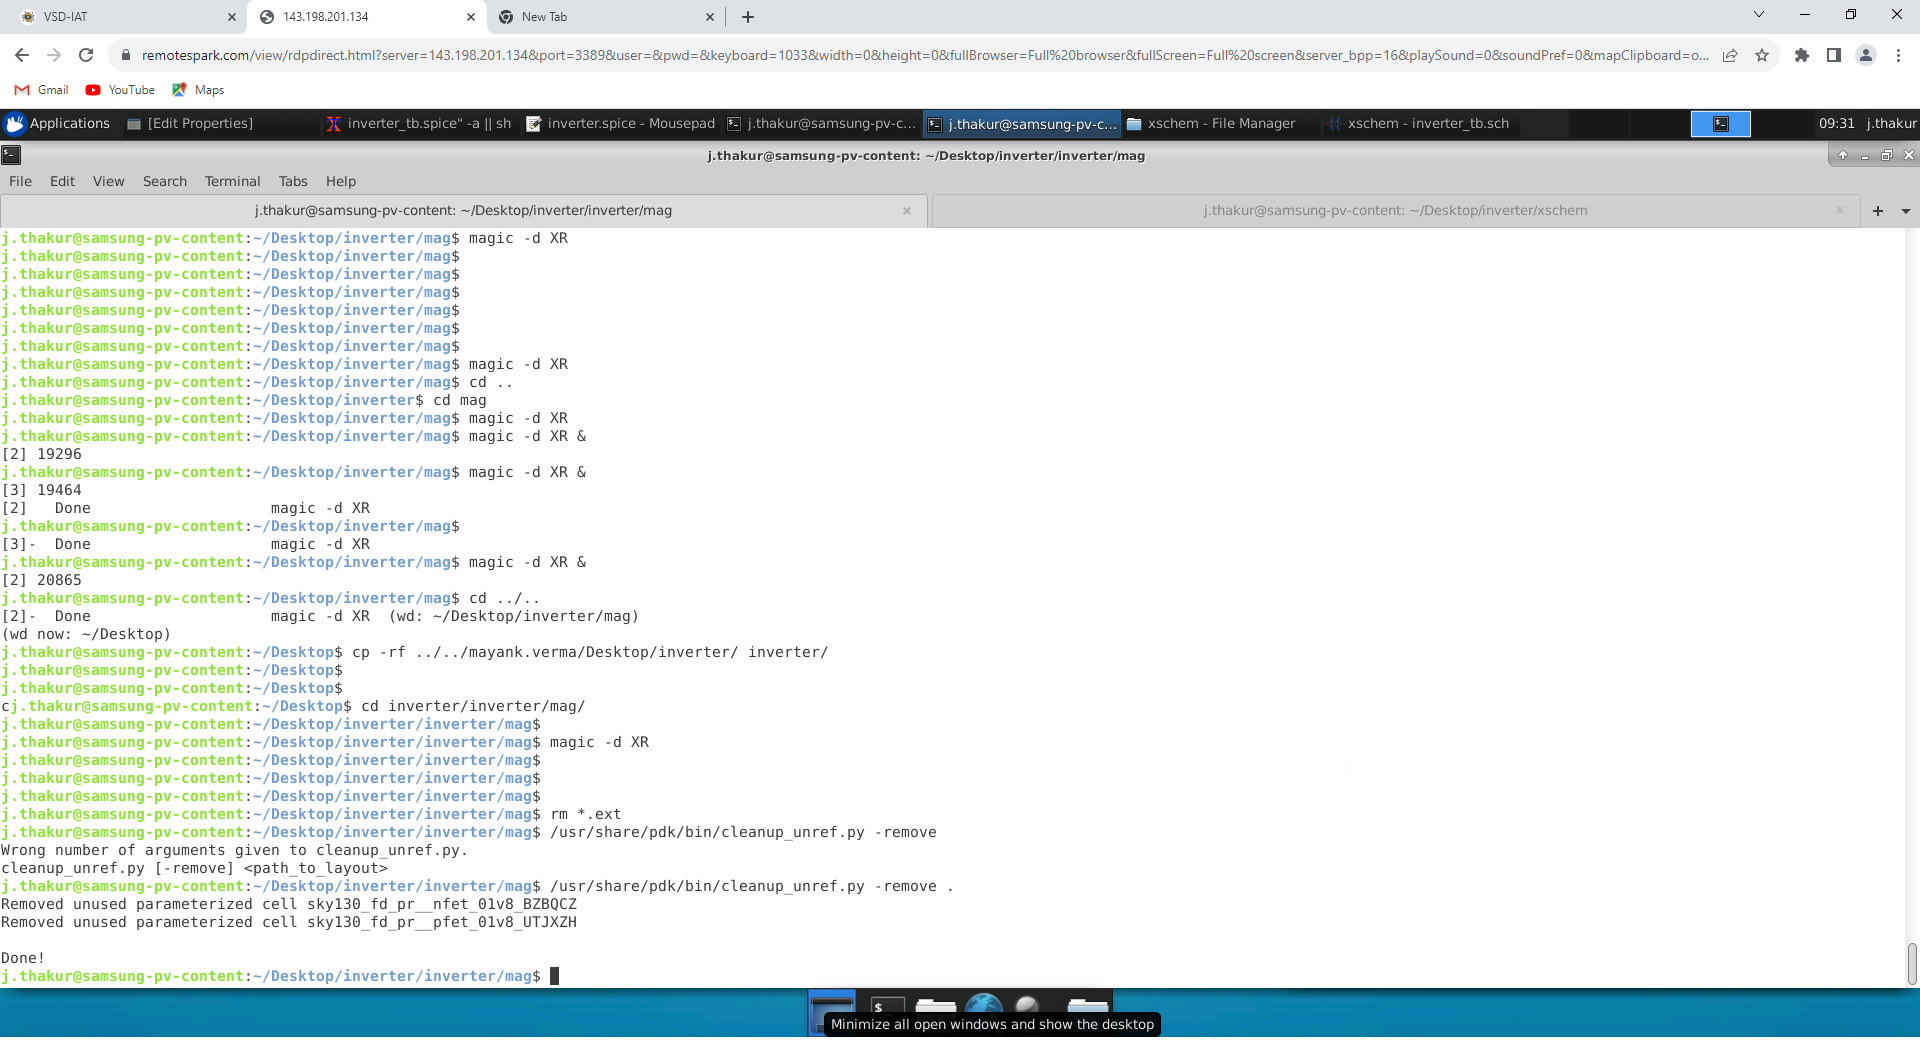 VSD-IAT
143.198.201.134
New Tab
remotespark.com/view/rdpdirect.html?server=143.198.201.134&port=3389&user=&pwd=&keyboard=1033&width=0&height=0&fullBrowser=Full%20browser&fullScreen=Full%20screen&server_bpp=16&playSound=0&soundPref=0&mapClipboard=o...
Gmail
YouTube
Maps
Applications
[Edit Properties]
inverter_tb.spice" -a || sh
inverter.spice - Mousepad
j.thakur@samsung-pv-c...
j.thakur@samsung-pv-c...
xschem - File Manager
xschem - inverter_tb.sch
09:31
j.thakur
j.thakur@samsung-pv-content: ~/Desktop/inverter/inverter/mag
File Edit View Search Terminal Tabs Help
j.thakur@samsung-pv-content: ~/Desktop/inverter/inverter/mag
j.thakur@samsung-pv-content: ~/Desktop/inverter/xschem
j.thakur@samsung-pv-content:~/Desktop/inverter/mag$ magic -d XR
j.thakur@samsung-pv-content:~/Desktop/inverter/mag$
j.thakur@samsung-pv-content:~/Desktop/inverter/mag$
j.thakur@samsung-pv-content:~/Desktop/inverter/mag$
j.thakur@samsung-pv-content:~/Desktop/inverter/mag$
j.thakur@samsung-pv-content:~/Desktop/inverter/mag$
j.thakur@samsung-pv-content:~/Desktop/inverter/mag$
j.thakur@samsung-pv-content:~/Desktop/inverter/mag$ magic -d XR
j.thakur@samsung-pv-content:~/Desktop/inverter/mag$ cd ..
j.thakur@samsung-pv-content:~/Desktop/inverter$ cd mag
j.thakur@samsung-pv-content:~/Desktop/inverter/mag$ magic -d XR
j.thakur@samsung-pv-content:~/Desktop/inverter/mag$ magic -d XR &
[2] 19296
j.thakur@samsung-pv-content:~/Desktop/inverter/mag$ magic -d XR &
[3] 19464
[2]   Done                    magic -d XR
j.thakur@samsung-pv-content:~/Desktop/inverter/mag$
[3]-  Done                    magic -d XR
j.thakur@samsung-pv-content:~/Desktop/inverter/mag$ magic -d XR &
[2] 20865
j.thakur@samsung-pv-content:~/Desktop/inverter/mag$ cd ../..
[2]-  Done                    magic -d XR  (wd: ~/Desktop/inverter/mag)
(wd now: ~/Desktop)
j.thakur@samsung-pv-content:~/Desktop$ cp -rf ../../mayank.verma/Desktop/inverter/ inverter/
j.thakur@samsung-pv-content:~/Desktop$
j.thakur@samsung-pv-content:~/Desktop$
cj.thakur@samsung-pv-content:~/Desktop$ cd inverter/inverter/mag/
j.thakur@samsung-pv-content:~/Desktop/inverter/inverter/mag$
j.thakur@samsung-pv-content:~/Desktop/inverter/inverter/mag$ magic -d XR
j.thakur@samsung-pv-content:~/Desktop/inverter/inverter/mag$
j.thakur@samsung-pv-content:~/Desktop/inverter/inverter/mag$
j.thakur@samsung-pv-content:~/Desktop/inverter/inverter/mag$
j.thakur@samsung-pv-content:~/Desktop/inverter/inverter/mag$ rm *.ext
j.thakur@samsung-pv-content:~/Desktop/inverter/inverter/mag$ /usr/share/pdk/bin/cleanup_unref.py -remove
Wrong number of arguments given to cleanup_unref.py.
cleanup_unref.py [-remove] <path_to_layout>
j.thakur@samsung-pv-content:~/Desktop/inverter/inverter/mag$ /usr/share/pdk/bin/cleanup_unref.py -remove .
Removed unused parameterized cell sky130_fd_pr__nfet_01v8_BZBQCZ
Removed unused parameterized cell sky130_fd_pr__pfet_01v8_UTJXZH
Done!
j.thakur@samsung-pv-content:~/Desktop/inverter/inverter/mag$
Minimize all open windows and show the desktop